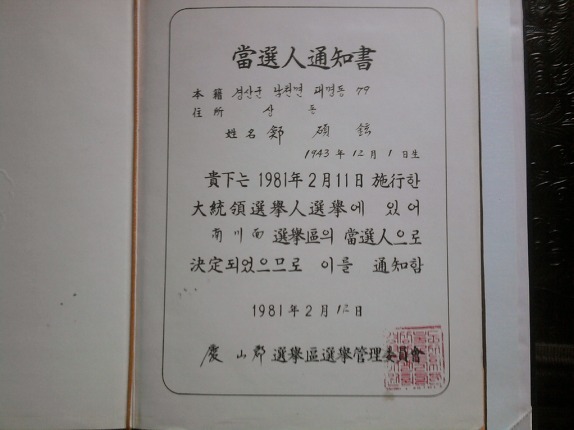 當選人通知書
本籍 경산군 남천면 대명동 79
住所 상 동
姓名 鄭 碩
1943 年 12 月 1 日生
貴下는 1981年 2月 11日 施行한
大統領選擧人選擧에 있어
南川面 選擧區의 當選人으로
決定되었으므로 이를 通知함
1981年 2月 12日
慶山郡 選擧區選擧管理委員會